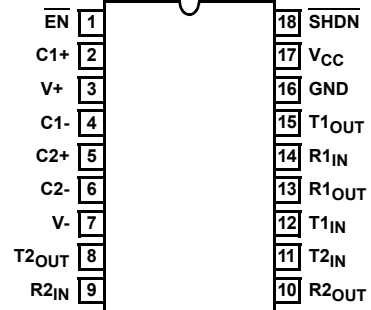 EN 1 18 SHDN
C1+ 2 17 VCC
V+ 3 16 GND
C1- 4 15 T1OUT
C2+ 5 14 R1IN
C2- 6 13 R1OUT
V- 7 12 T1IN
T2OUT 8 11 T2IN
R2IN 9 10 R2OUT